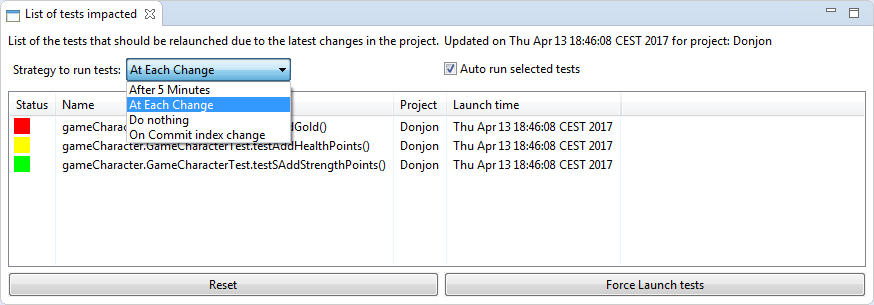 List of tests impacted
List of the tests that should be relaunched due to the latest changes in the project. Updated on Thu Apr 13 18:46:08 CEST 2017 for project: Donjon
Strategy to run tests: At Each Change Auto run selected tests
After 5 Minutes
At Each Change
Do nothing
On Commit index change
Status Name Project Launch time
gameCharacter. Gold() Donjon Thu Apr 13 18:46:08 CEST 2017
gameCharacter.GameCharacterTest.testAddHealthPoints() Donjon Thu Apr 13 18:46:08 CEST 2017
gameCharacter.GameCharacterTest.testSAddStrengthPoints() Donjon Thu Apr 13 18:46:08 CEST 2017
Reset Force Launch tests